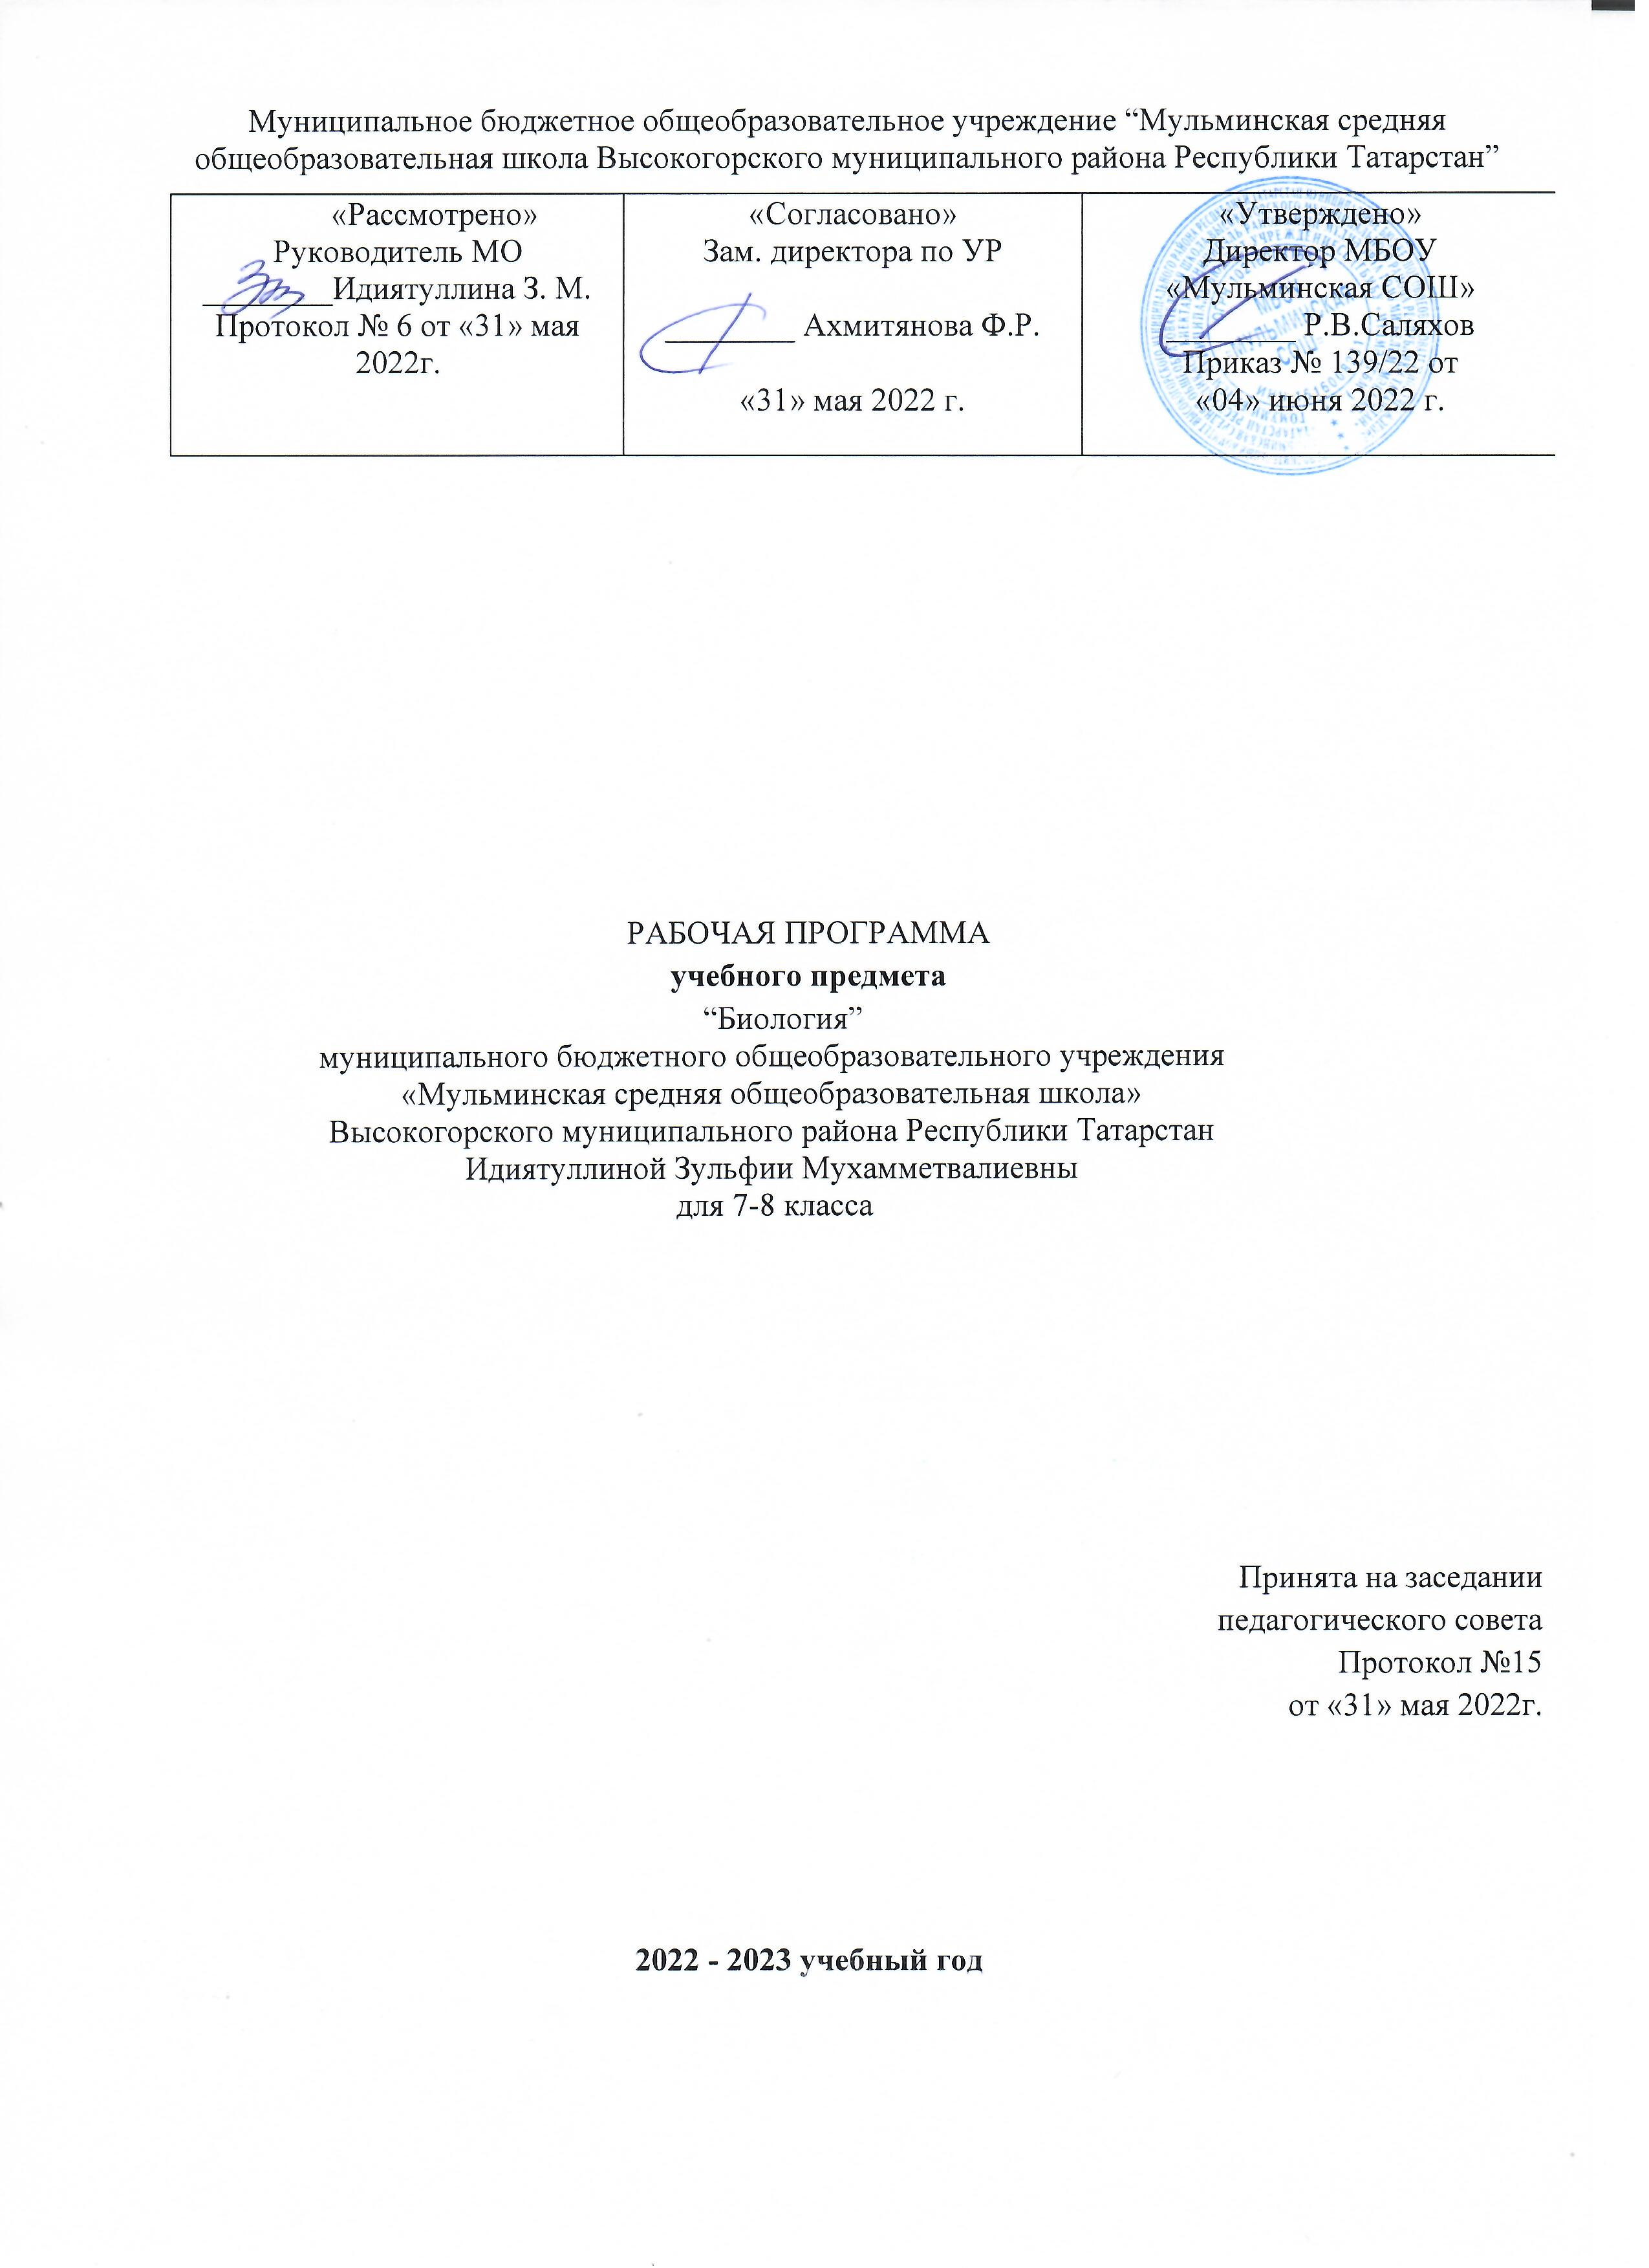 Муниципальное бюджетное общеобразовательное учреждение “Мульминская средняя
общеобразовательная школа Высокогорского муниципального района Республики Татарстан”
«Рассмотрено»
Руководитель МО
________Идиятуллина З. М.
Протокол № 6 от «31» мая
2022г.
«Согласовано»
Зам. директора по УР
________ Ахмитянова Ф.Р.
«31» мая 2022 г.
«Утверждено»
Директор МБОУ
«Мульминская СОШ»
________ Р.В.Саляхов
Приказ № 139/22 от
«04» июня 2022 г.
РАБОЧАЯ ПРОГРАММА
учебного предмета
“Биология”
муниципального бюджетного общеобразовательного учреждения
«Мульминская средняя общеобразовательная школа»
Высокогорского муниципального района Республики Татарстан
Идиятуллиной Зульфии Мухамметвалиевны
для 7-8 класса
Принята на заседании
педагогического совета
Протокол №15
от «31» мая 2022г.
2022 - 2023 учебный год